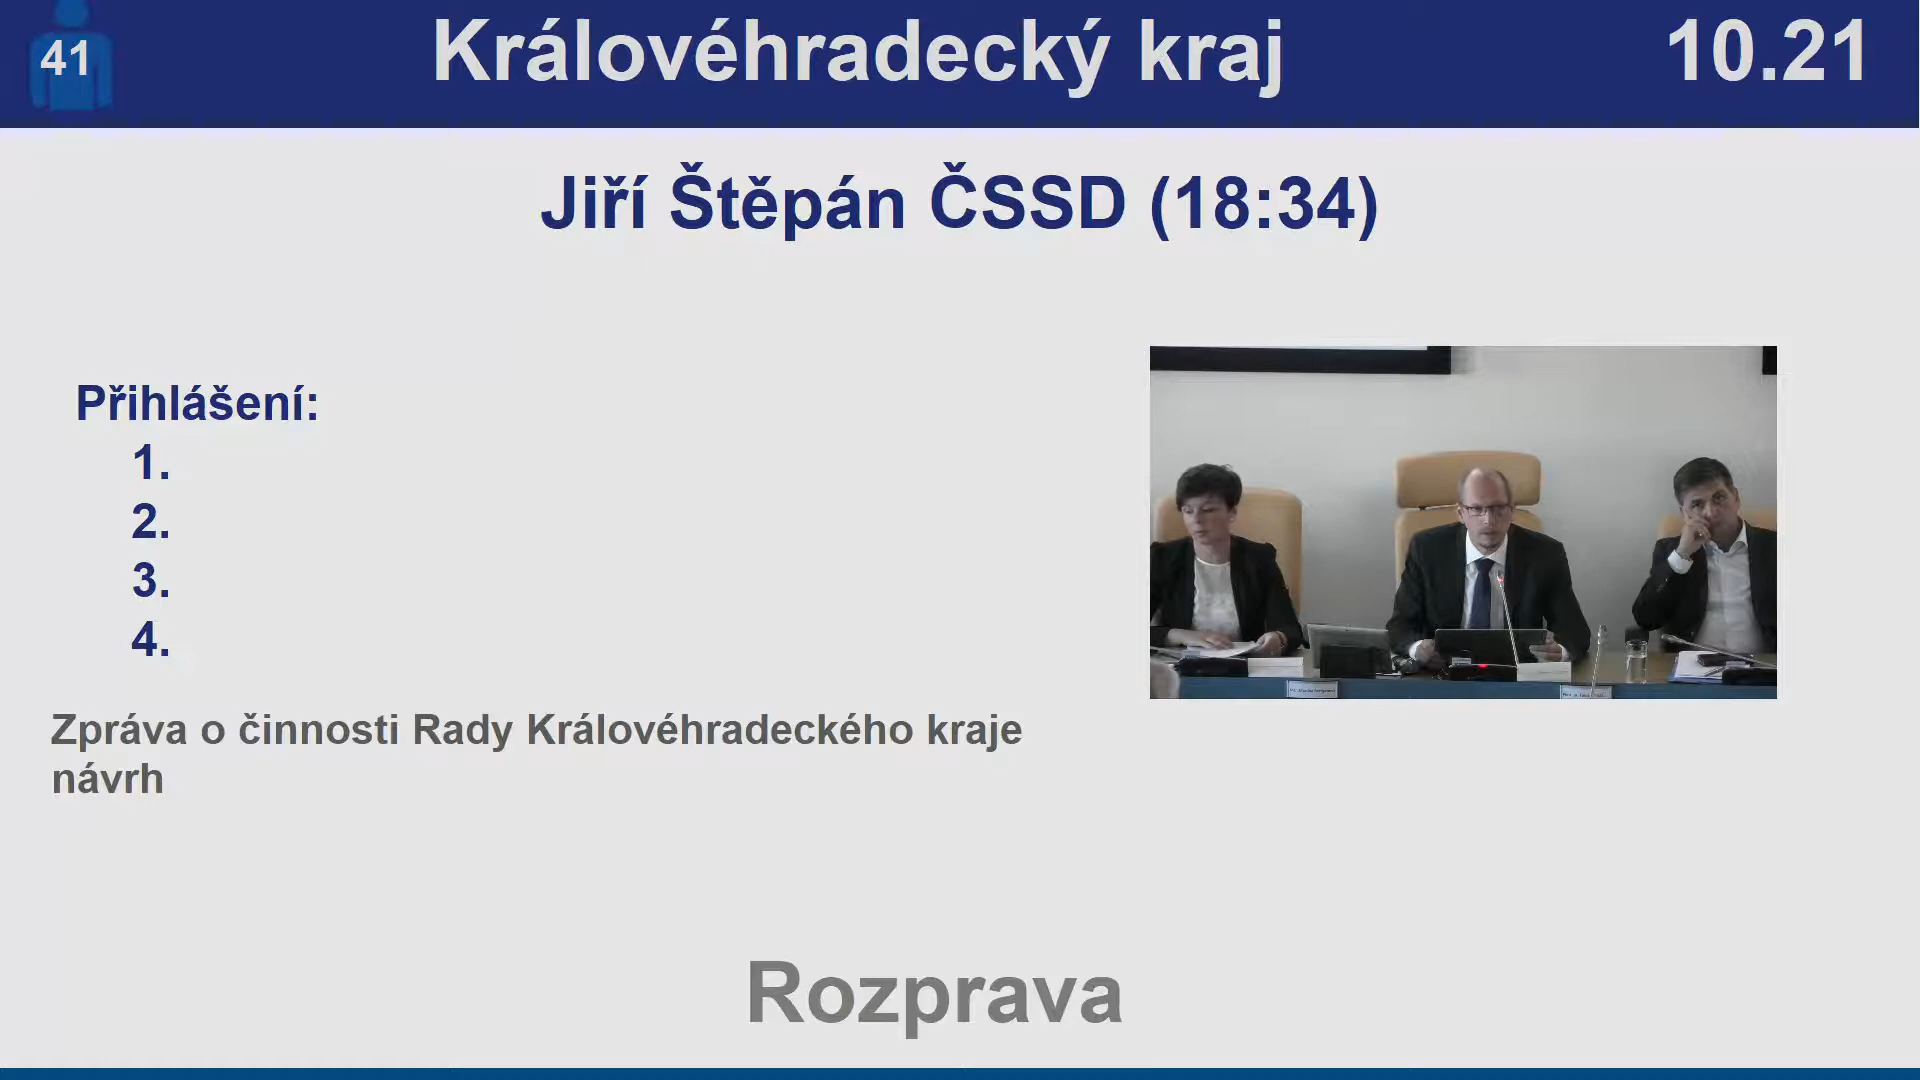 41
Královéhradecký kraj
10.21
Jiří Štěpán ČSSD (18:34)
Přihlášení:
1.
2.
3.
4.
Zpráva o činnosti Rady Královéhradeckého kraje
návrh
Rozprava